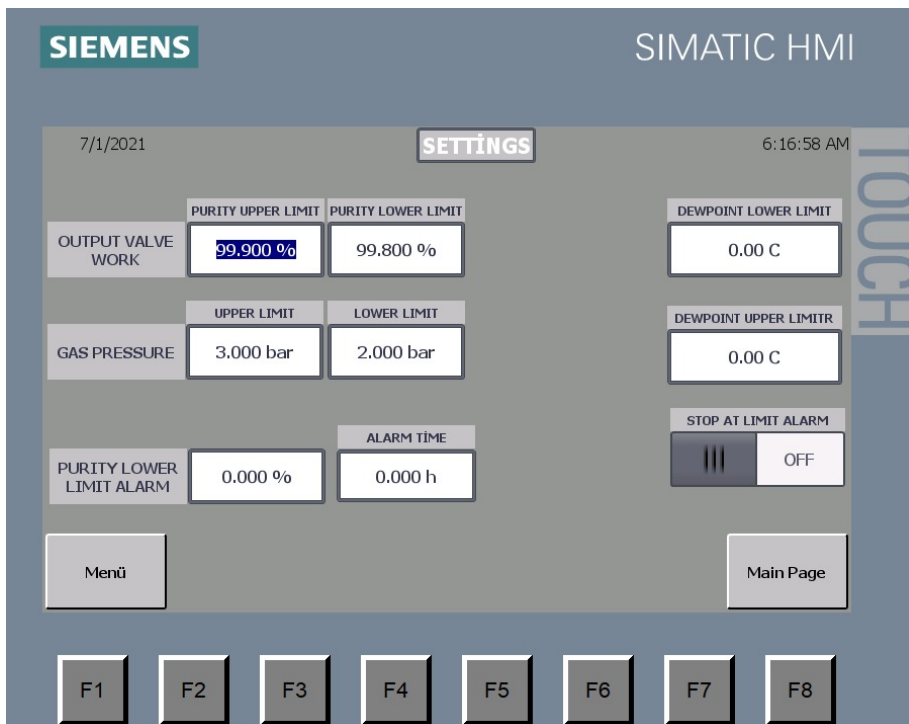 SIEMENS
SIMATIC HMI
TOUCH
7/1/2021
SETTİNGS
6:16:58 AM
PURITY UPPER LIMIT
PURITY LOWER LIMIT
DEWPOINT LOWER LIMIT
OUTPUT VALVE
WORK
99.900 %
99.800 %
0.00 C
UPPER LIMIT
LOWER LIMIT
DEWPOINT UPPER LIMITR
GAS PRESSURE
3.000 bar
2.000 bar
0.00 C
ALARM TİME
STOP AT LIMIT ALARM
PURITY LOWER
LIMIT ALARM
0.000 %
0.000 h
OFF
Menü
Main Page
F1
F2
F3
F4
F5
F6
F7
F8